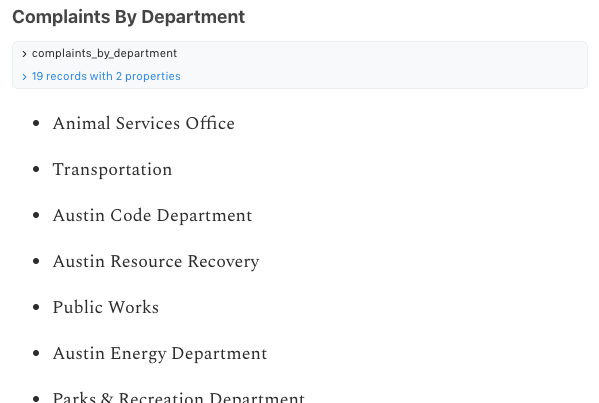 Complaints By Department
› complaints_by_department
› 19 records with 2 properties
• Animal Services Office
• Transportation
• Austin Code Department
• Austin Resource Recovery
• Public Works
• Austin Energy Department
• Parks & Recreation Department